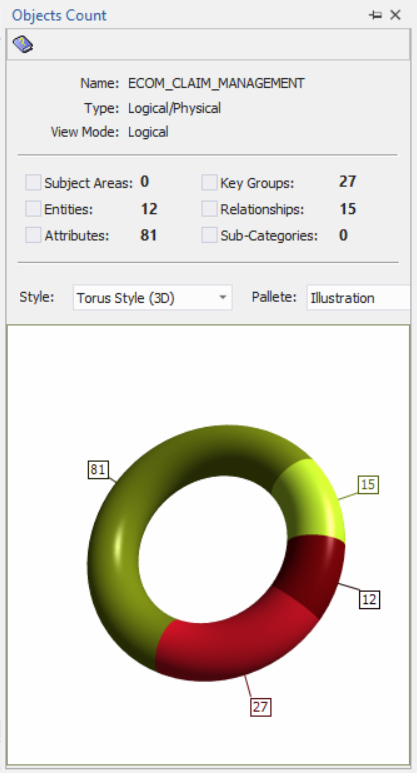 Objects Count
Name: ECOM_CLAIM_MANAGEMENT
Type: Logical/Physical
View Mode: Logical
Subject Areas: 0 Key Groups: 27
Entities: 12 Relationships: 15
Attributes: 81 Sub-Categories: 0
Style: Torus Style (3D) Pallete: Illustration
81
15
12
27